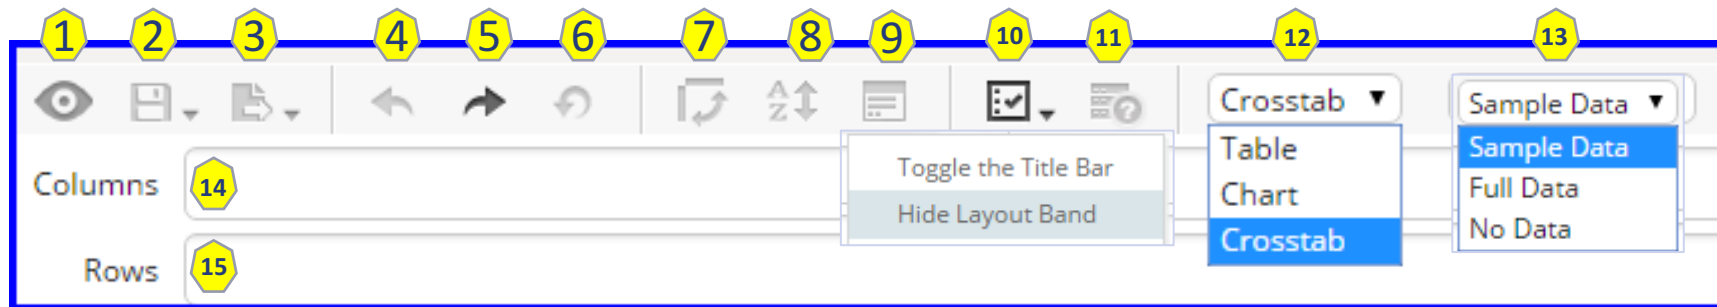 1 2 3 4 5 6 7 8 9 10 11 12 13
A
Z
Crosstab ▼
Sample Data ▼
Table
Chart
Crosstab
Sample Data
Full Data
No Data
Toggle the Title Bar
Hide Layout Band
Columns 14
Rows 15